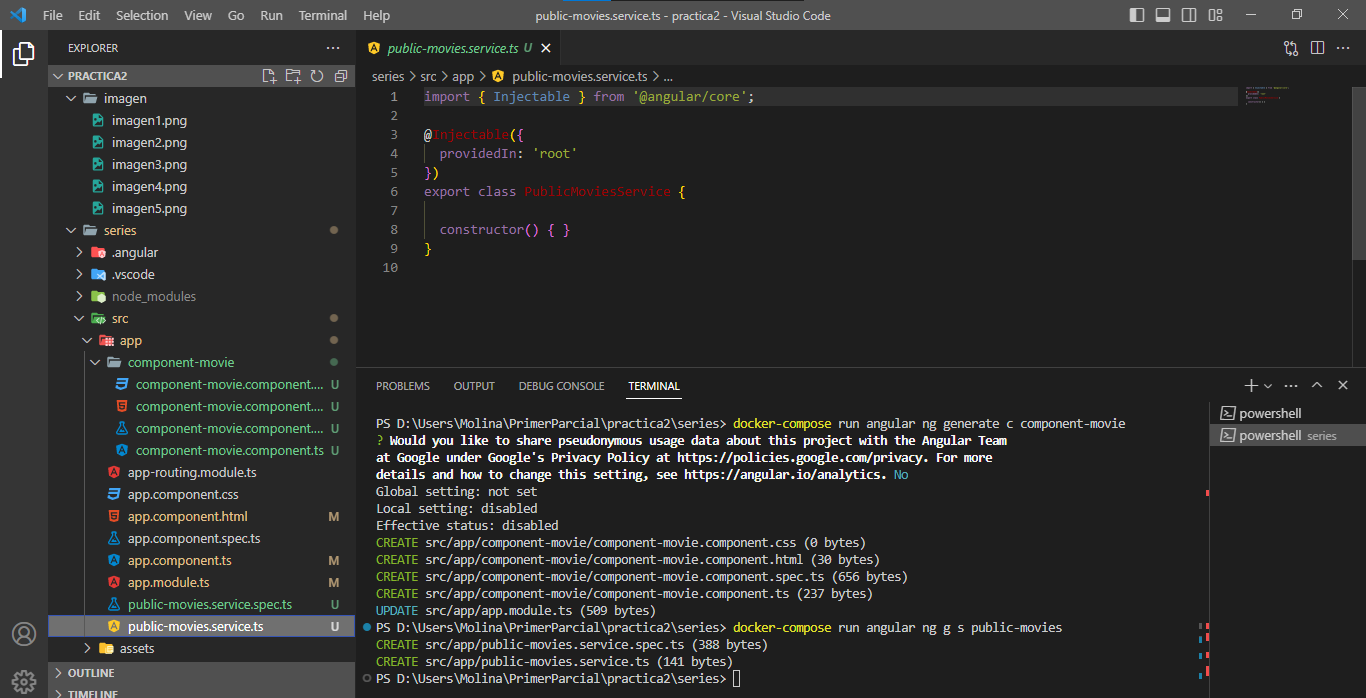 File Edit Selection View Go Run Terminal Help public-movies.service.ts - practica2 - Visual Studio Code
EXPLORER
PRACTICA2
imagen
imagen1.png
imagen2.png
imagen3.png
imagen4.png
imagen5.png
series
.angular
.vscode
node_modules
src
app
component-movie
component-movie.component.... U
component-movie.component.... U
component-movie.component.... U
component-movie.component.ts U
app-routing.module.ts
app.component.css
app.component.html M
app.component.spec.ts
app.component.ts M
app.module.ts M
public-movies.service.spec.ts U
public-movies.service.ts U
assets
OUTLINE
TIMELINE
public-movies.service.ts U
series > src > app > public-movies.service.ts > ...
1 import { Injectable } from '@angular/core';
2
3 @Injectable({
4 providedIn: 'root'
5 })
6 export class PublicMoviesService {
7
8 constructor() { }
9 }
10
PROBLEMS OUTPUT DEBUG CONSOLE TERMINAL
PS D:\Users\Molina\PrimerParcial\practica2\series> docker-compose run angular ng generate c component-movie
? Would you like to share pseudonymous usage data about this project with the Angular Team
at Google under Google's Privacy Policy at https://policies.google.com/privacy. For more
details and how to change this setting, see https://angular.io/analytics. No
Global setting: not set
Local setting: disabled
Effective status: disabled
CREATE src/app/component-movie/component-movie.component.css (0 bytes)
CREATE src/app/component-movie/component-movie.component.html (30 bytes)
CREATE src/app/component-movie/component-movie.component.spec.ts (656 bytes)
CREATE src/app/component-movie/component-movie.component.ts (237 bytes)
UPDATE src/app/app.module.ts (509 bytes)
PS D:\Users\Molina\PrimerParcial\practica2\series> docker-compose run angular ng g s public-movies
CREATE src/app/public-movies.service.spec.ts (388 bytes)
CREATE src/app/public-movies.service.ts (141 bytes)
PS D:\Users\Molina\PrimerParcial\practica2\series>
powershell
powershell series